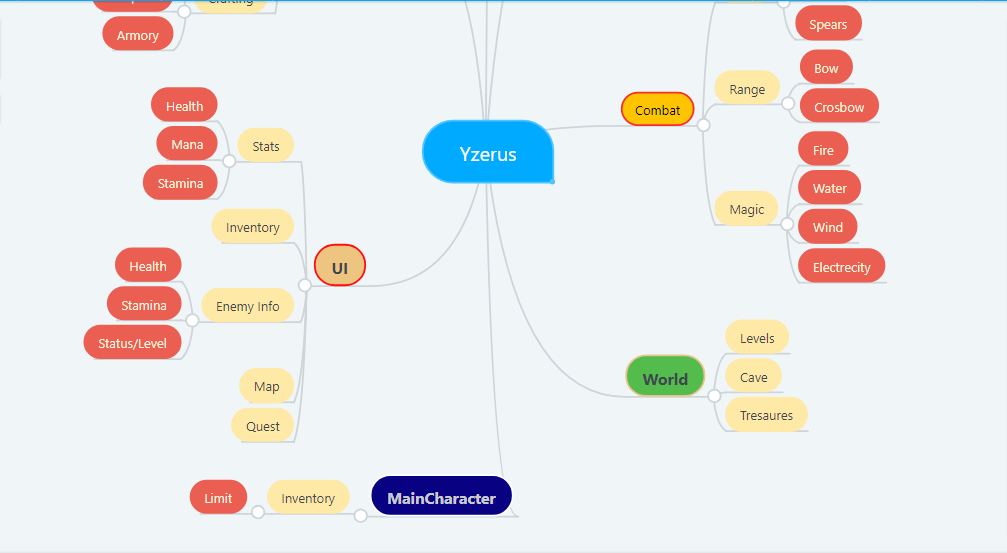 Crafting
Armory
Spears
Bow
Range
Crosbow
Combat
Health
Mana
Stats
Stamina
Yzerus
Fire
Water
Magic
Wind
Electrecity
Inventory
UI
Health
Stamina
Enemy Info
Status/Level
Map
Quest
Levels
World
Cave
Tresaures
Limit
Inventory
MainCharacter